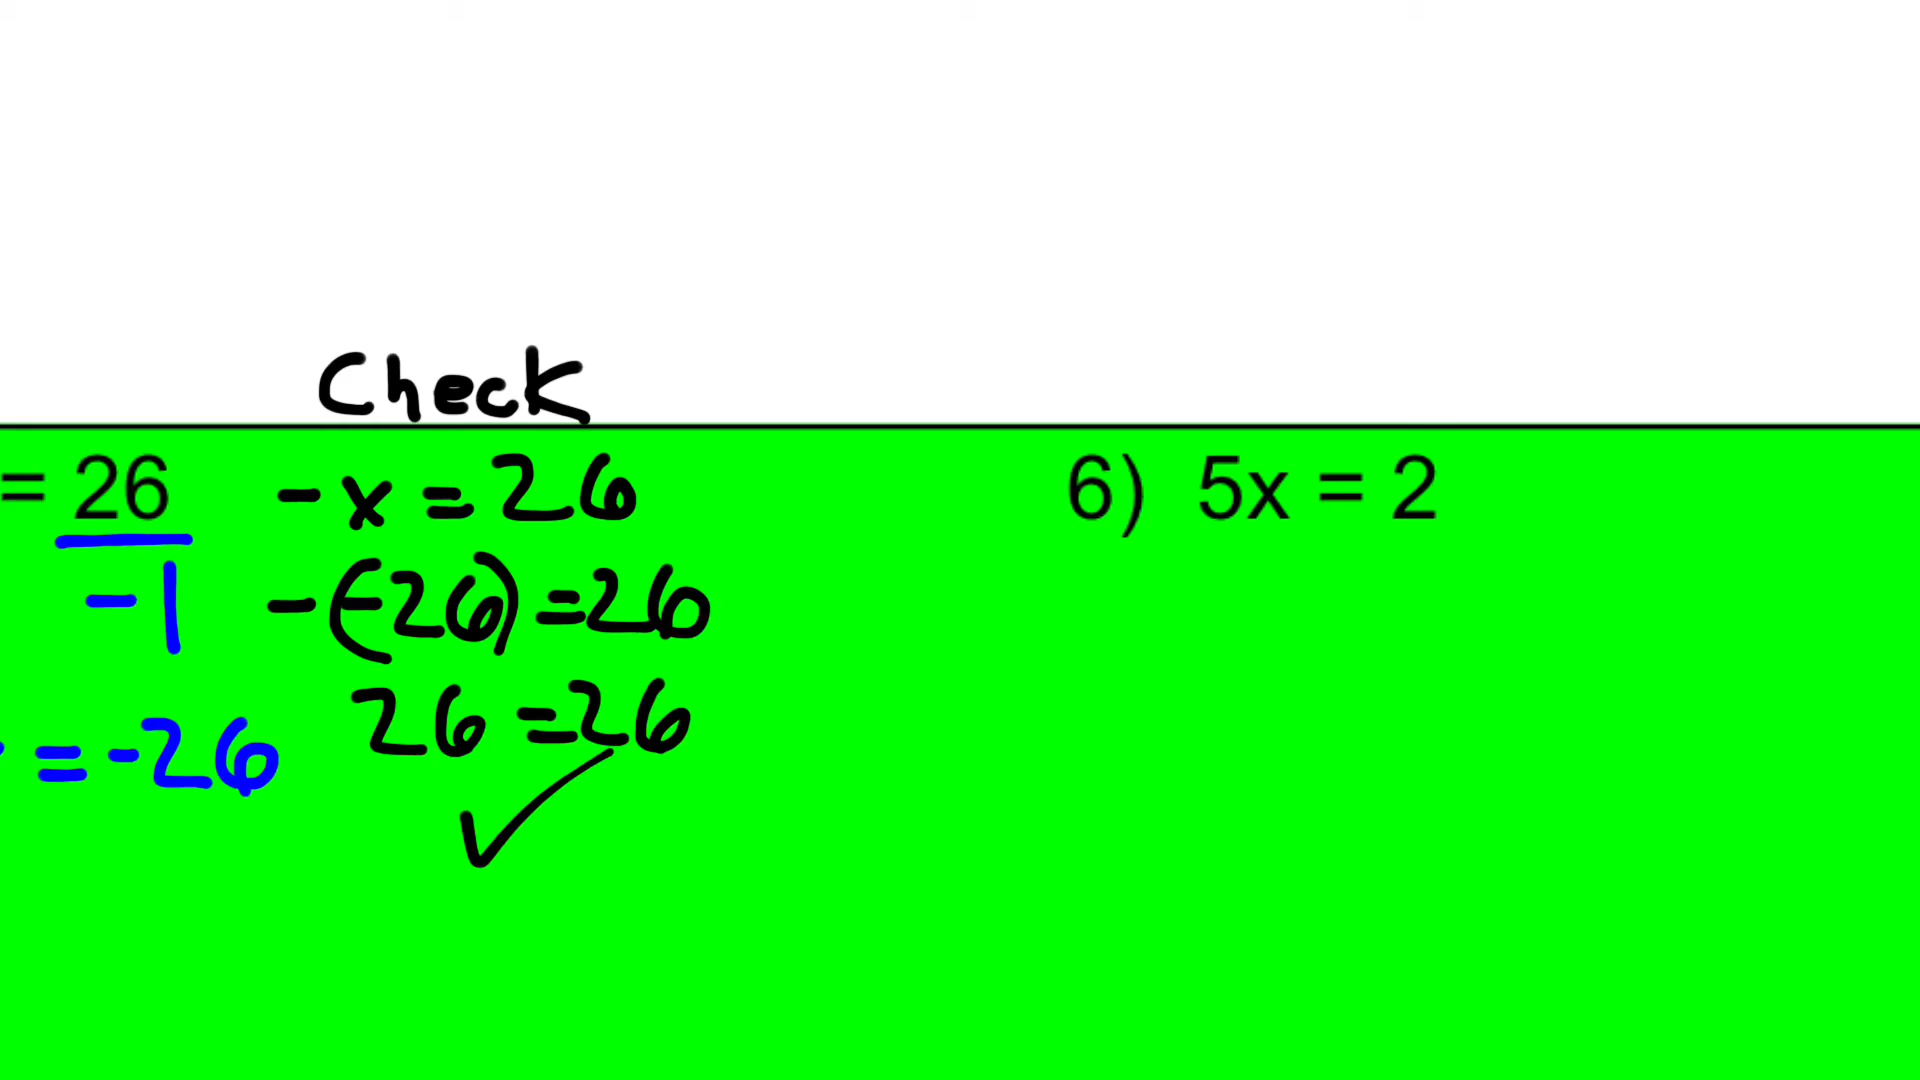 Check
= 26
-1
= -26
-x = 26
-(-26) = 26
26 = 26
6) 5x = 2